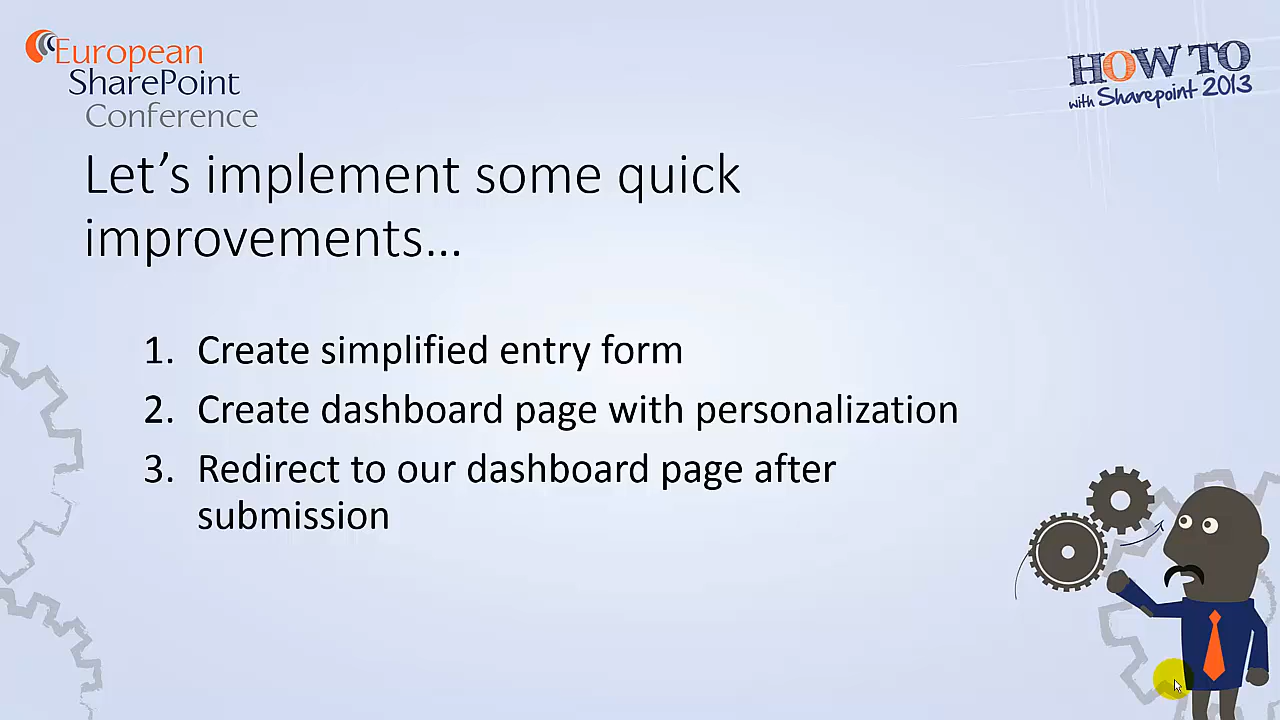 European
SharePoint
Conference
HOW TO
with Sharepoint 2013
Let’s implement some quick
improvements…
1. Create simplified entry form
2. Create dashboard page with personalization
3. Redirect to our dashboard page after
submission